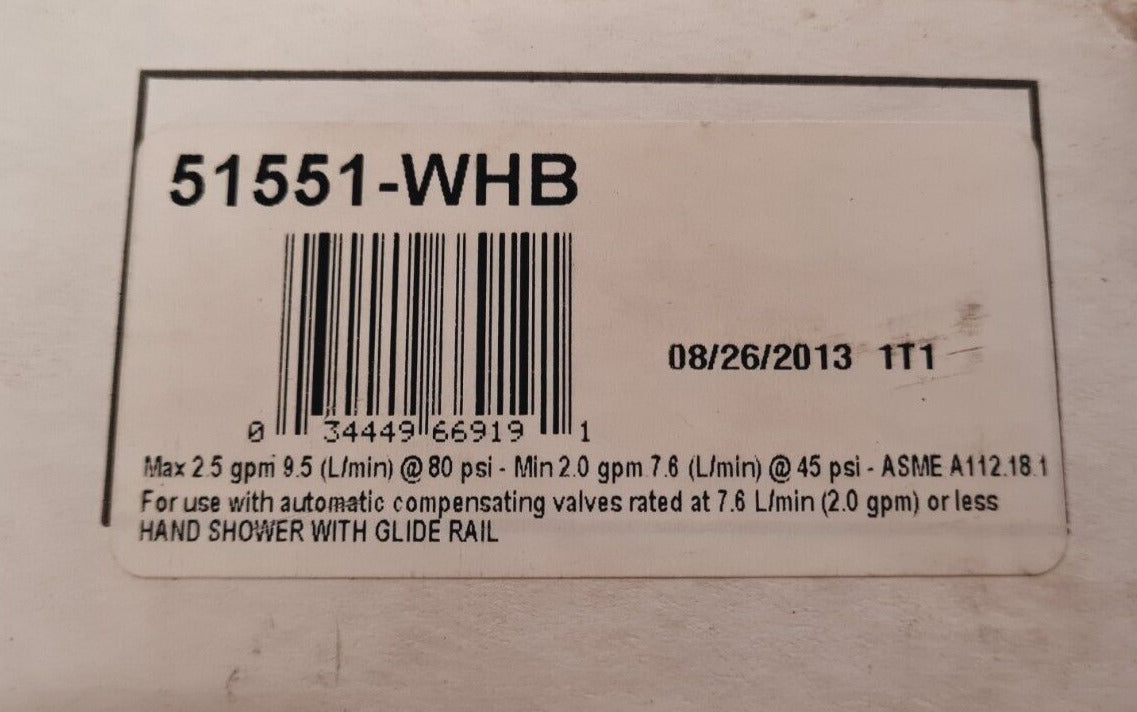 51551-WHB
08/26/2013 1T1
0 34449 66919 1
Max 2.5 gpm 9.5 (L/min) @ 80 psi - Min 2.0 gpm 7.6 (L/min) @ 45 psi - ASME A112.18.1
For use with automatic compensating valves rated at 7.6 L/min (2.0 gpm) or less
HAND SHOWER WITH GLIDE RAIL